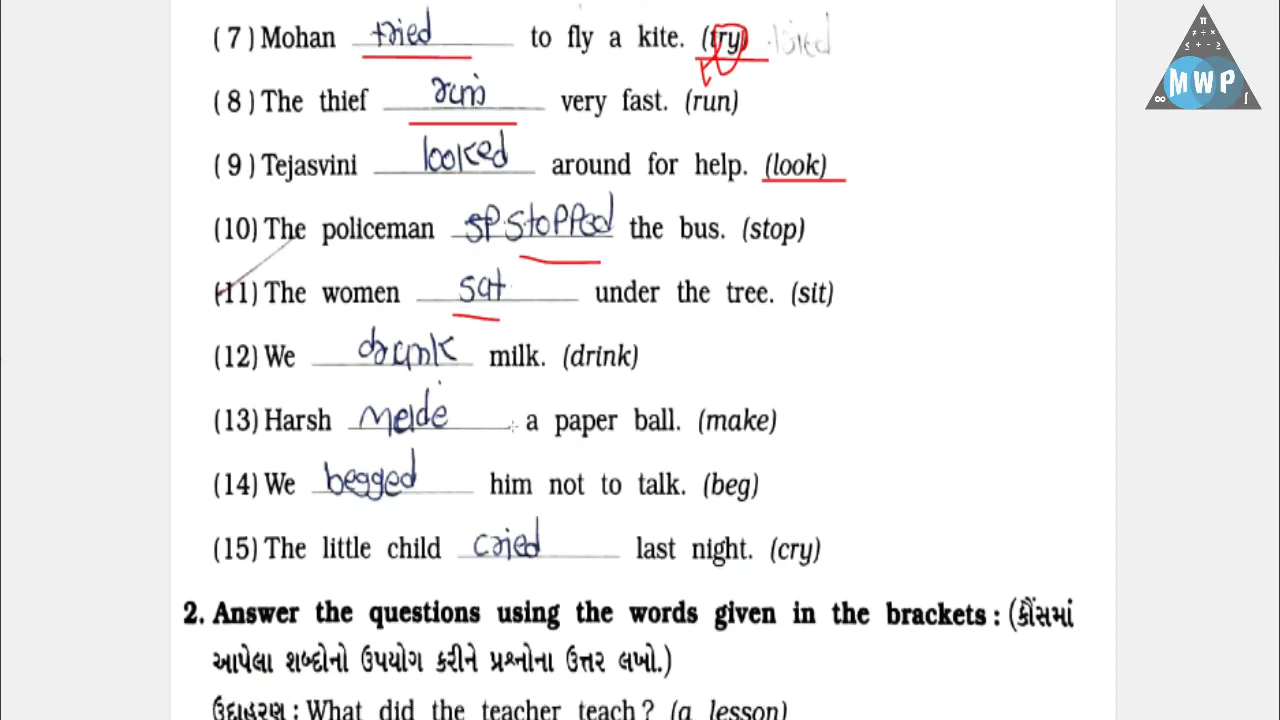 (7) Mohan tried to fly a kite. (try) tried
(8) The thief run very fast. (run)
(9) Tejasvini looked around for help. (look)
(10) The policeman sp stopped the bus. (stop)
(11) The women sat under the tree. (sit)
(12) We drank milk. (drink)
(13) Harsh made a paper ball. (make)
(14) We begged him not to talk. (beg)
(15) The little child cried last night. (cry)
2. Answer the questions using the words given in the brackets : (કૌંસમાં
આપેલા શબ્દોનો ઉપયોગ કરીને પ્રશ્નોના ઉત્તર લખો.)
ઉદાહરણ : What did the teacher teach? (a lesson)
π
√ ÷ ×
≤ + - 2
MWP
∞ ∫